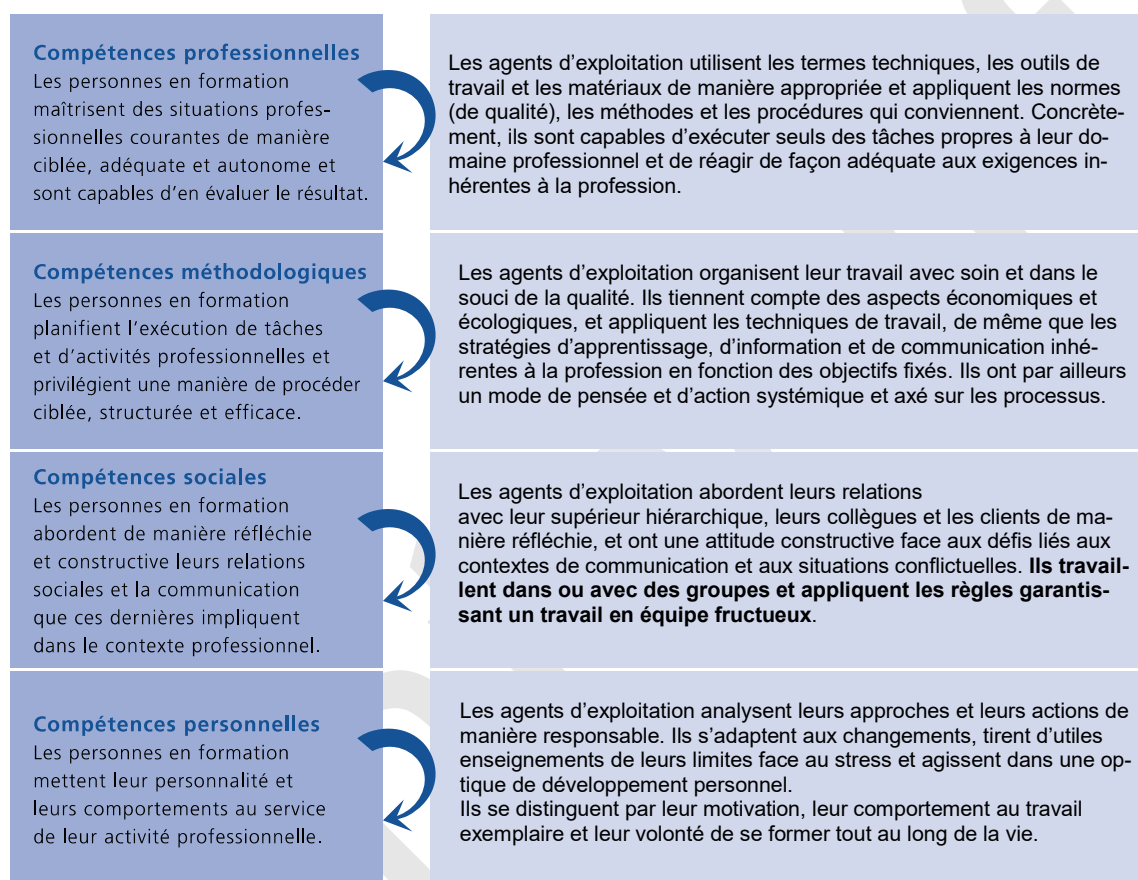 Compétences professionnelles
Les personnes en formation
maîtrisent des situations profes-
sionnelles courantes de manière
ciblée, adéquate et autonome et
sont capables d'en évaluer le résultat.
Les agents d'exploitation utilisent les termes techniques, les outils de
travail et les matériaux de manière appropriée et appliquent les normes
(de qualité), les méthodes et les procédures qui conviennent. Concrète-
ment, ils sont capables d'exécuter seuls des tâches propres à leur do-
maine professionnel et de réagir de façon adéquate aux exigences in-
hérentes à la profession.
Compétences méthodologiques
Les personnes en formation
planifient l'exécution de tâches
et d'activités professionnelles et
privilégient une manière de procéder
ciblée, structurée et efficace.
Les agents d'exploitation organisent leur travail avec soin et dans le
souci de la qualité. Ils tiennent compte des aspects économiques et
écologiques, et appliquent les techniques de travail, de même que les
stratégies d'apprentissage, d'information et de communication inhé-
rentes à la profession en fonction des objectifs fixés. Ils ont par ailleurs
un mode de pensée et d'action systémique et axé sur les processus.
Compétences sociales
Les personnes en formation
abordent de manière réfléchie
et constructive leurs relations
sociales et la communication
que ces dernières impliquent
dans le contexte professionnel.
Les agents d'exploitation abordent leurs relations
avec leur supérieur hiérarchique, leurs collègues et les clients de ma-
nière réfléchie, et ont une attitude constructive face aux défis liés aux
contextes de communication et aux situations conflictuelles. Ils travail-
lent dans ou avec des groupes et appliquent les règles garantis-
sant un travail en équipe fructueux.
Compétences personnelles
Les personnes en formation
mettent leur personnalité et
leurs comportements au service
de leur activité professionnelle.
Les agents d'exploitation analysent leurs approches et leurs actions de
manière responsable. Ils s'adaptent aux changements, tirent d'utiles
enseignements de leurs limites face au stress et agissent dans une op-
tique de développement personnel.
Ils se distinguent par leur motivation, leur comportement au travail
exemplaire et leur volonté de se former tout au long de la vie.